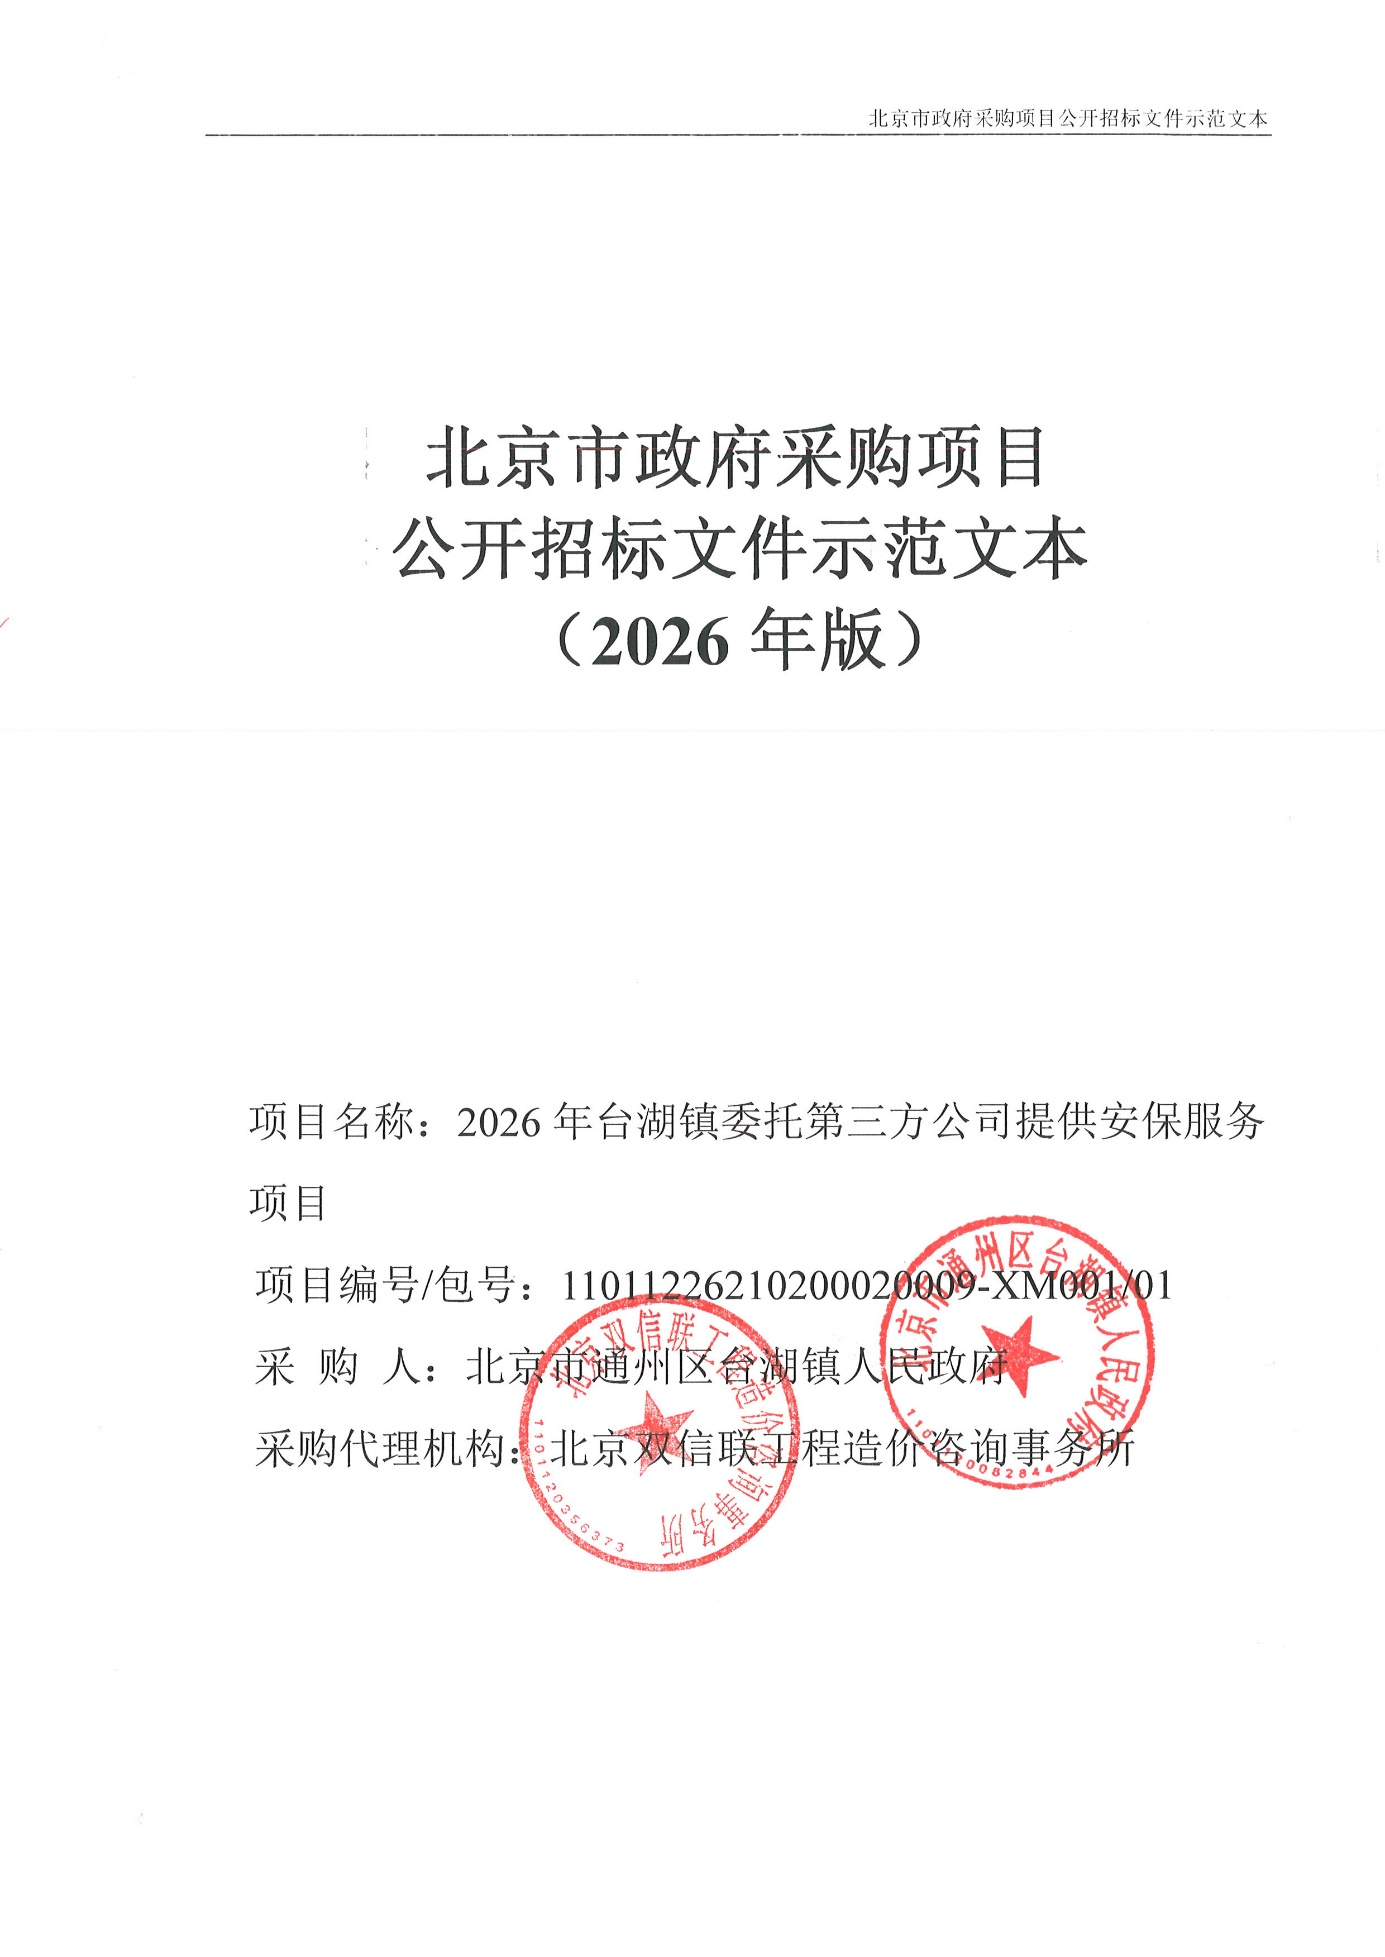 北京市政府采购项目公开招标文件示范文本
北京市政府采购项目
公开招标文件示范文本
（2026 年版）
项目名称：2026 年台湖镇委托第三方公司提供安保服务
项目
项目编号/包号：11011226210200020009-XM001/01
采 购 人：北京市通州区台湖镇人民政府
采购代理机构：北京双信联工程造价咨询事务所
北京市通州区台湖镇人民政府
北京双信联工程造价咨询事务所
1101120356373